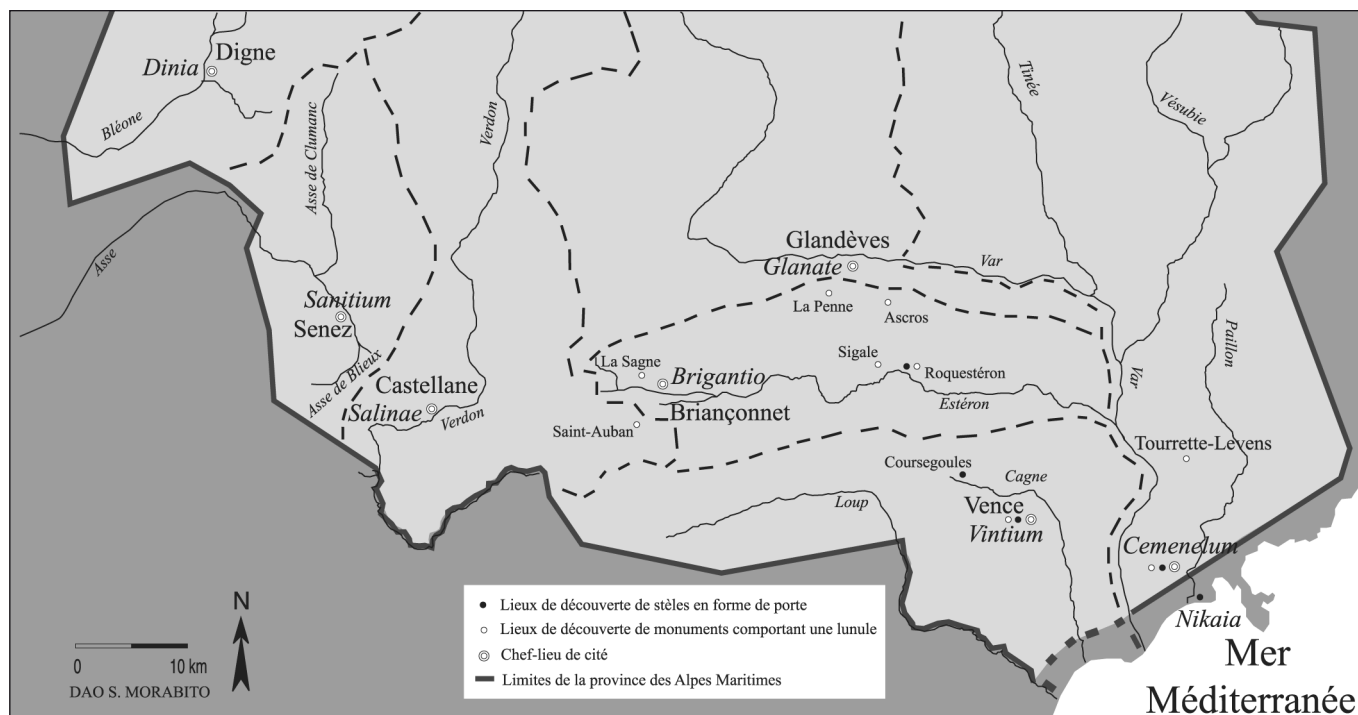 Digne
Dinia
Bléone
Asse de Clumanc
Verdon
Tinée
Vésubie
Asse
Glandèves
Glanate
Var
La Penne
Ascros
Sanitium
Senez
Asse de Blieux
Castellane
Salinae
Verdon
La Sagne
Brigantio
Briançonnet
Saint-Auban
Sigale
Roquestéron
Estéron
Var
Paillon
Tourrette-Levens
Coursegoules
Cagne
Loup
Vence
Vintium
Cemenelum
Nikaia
Mer
Méditerranée
N
0 10 km
DAO S. MORABITO
Lieux de découverte de stèles en forme de porte
Lieux de découverte de monuments comportant une lunule
Chef-lieu de cité
Limites de la province des Alpes Maritimes